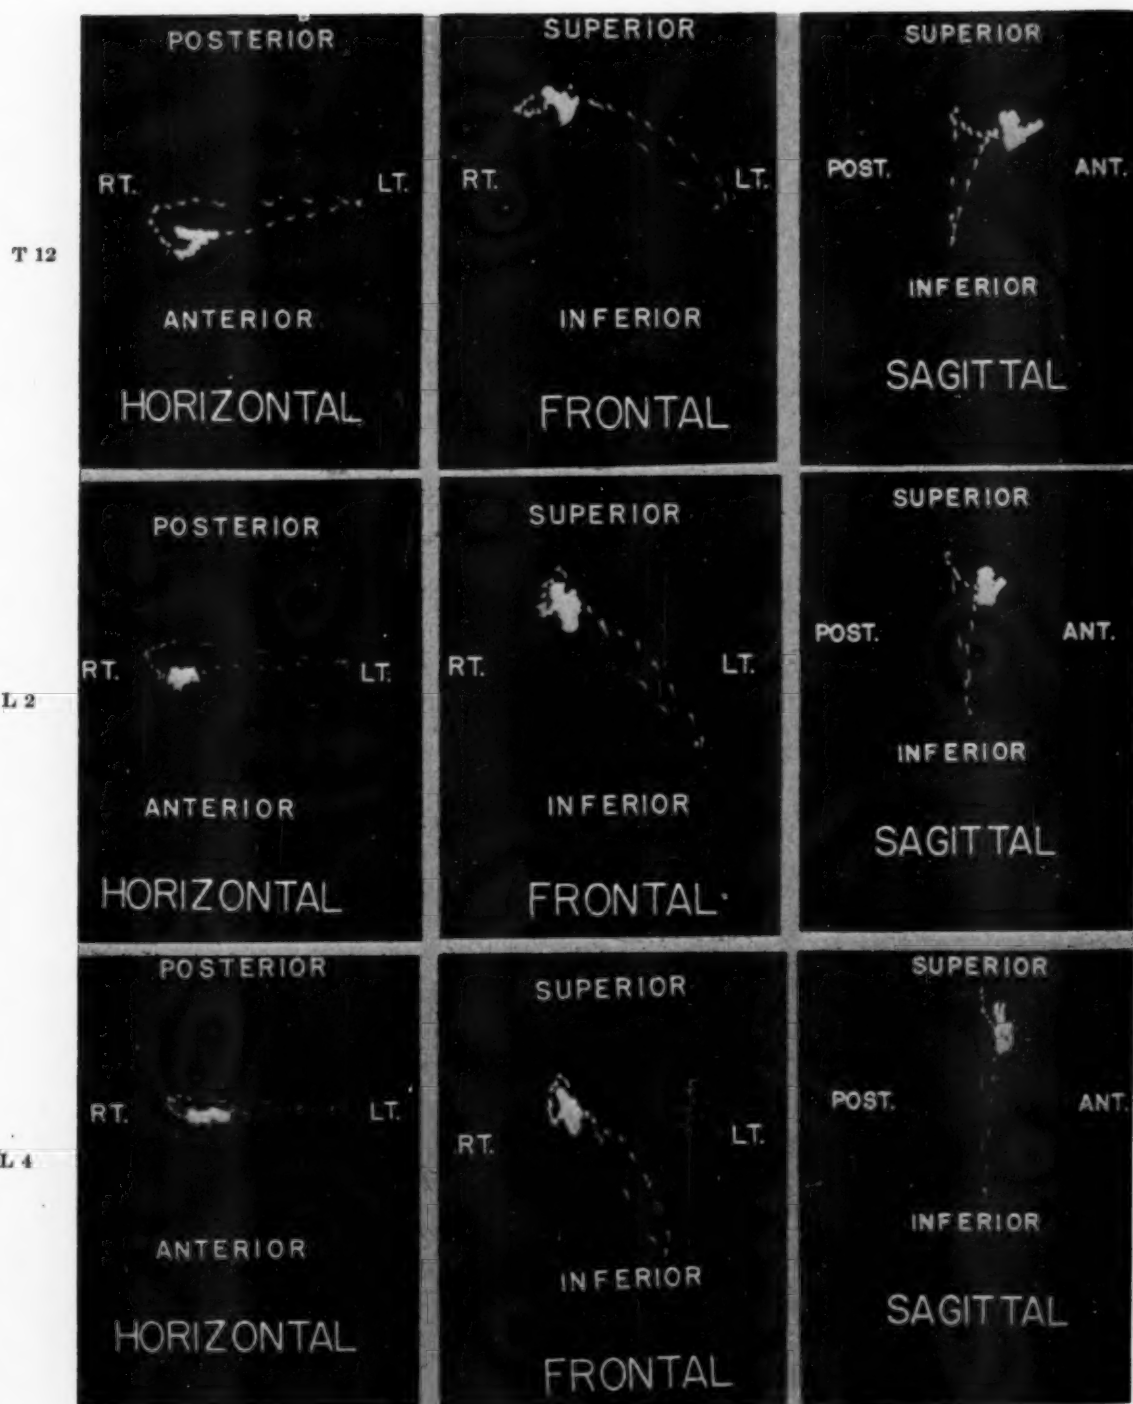 POSTERIOR
RT. LT.
T 12
ANTERIOR
HORIZONTAL
SUPERIOR
RT. LT.
INFERIOR
FRONTAL
SUPERIOR
POST. ANT.
INFERIOR
SAGITTAL
POSTERIOR
RT. LT.
L 2
ANTERIOR
HORIZONTAL
SUPERIOR
RT. LT.
INFERIOR
FRONTAL
SUPERIOR
POST. ANT.
INFERIOR
SAGITTAL
POSTERIOR
RT. LT.
L 4
ANTERIOR
HORIZONTAL
SUPERIOR
RT. LT.
INFERIOR
FRONTAL
SUPERIOR
POST. ANT.
INFERIOR
SAGITTAL